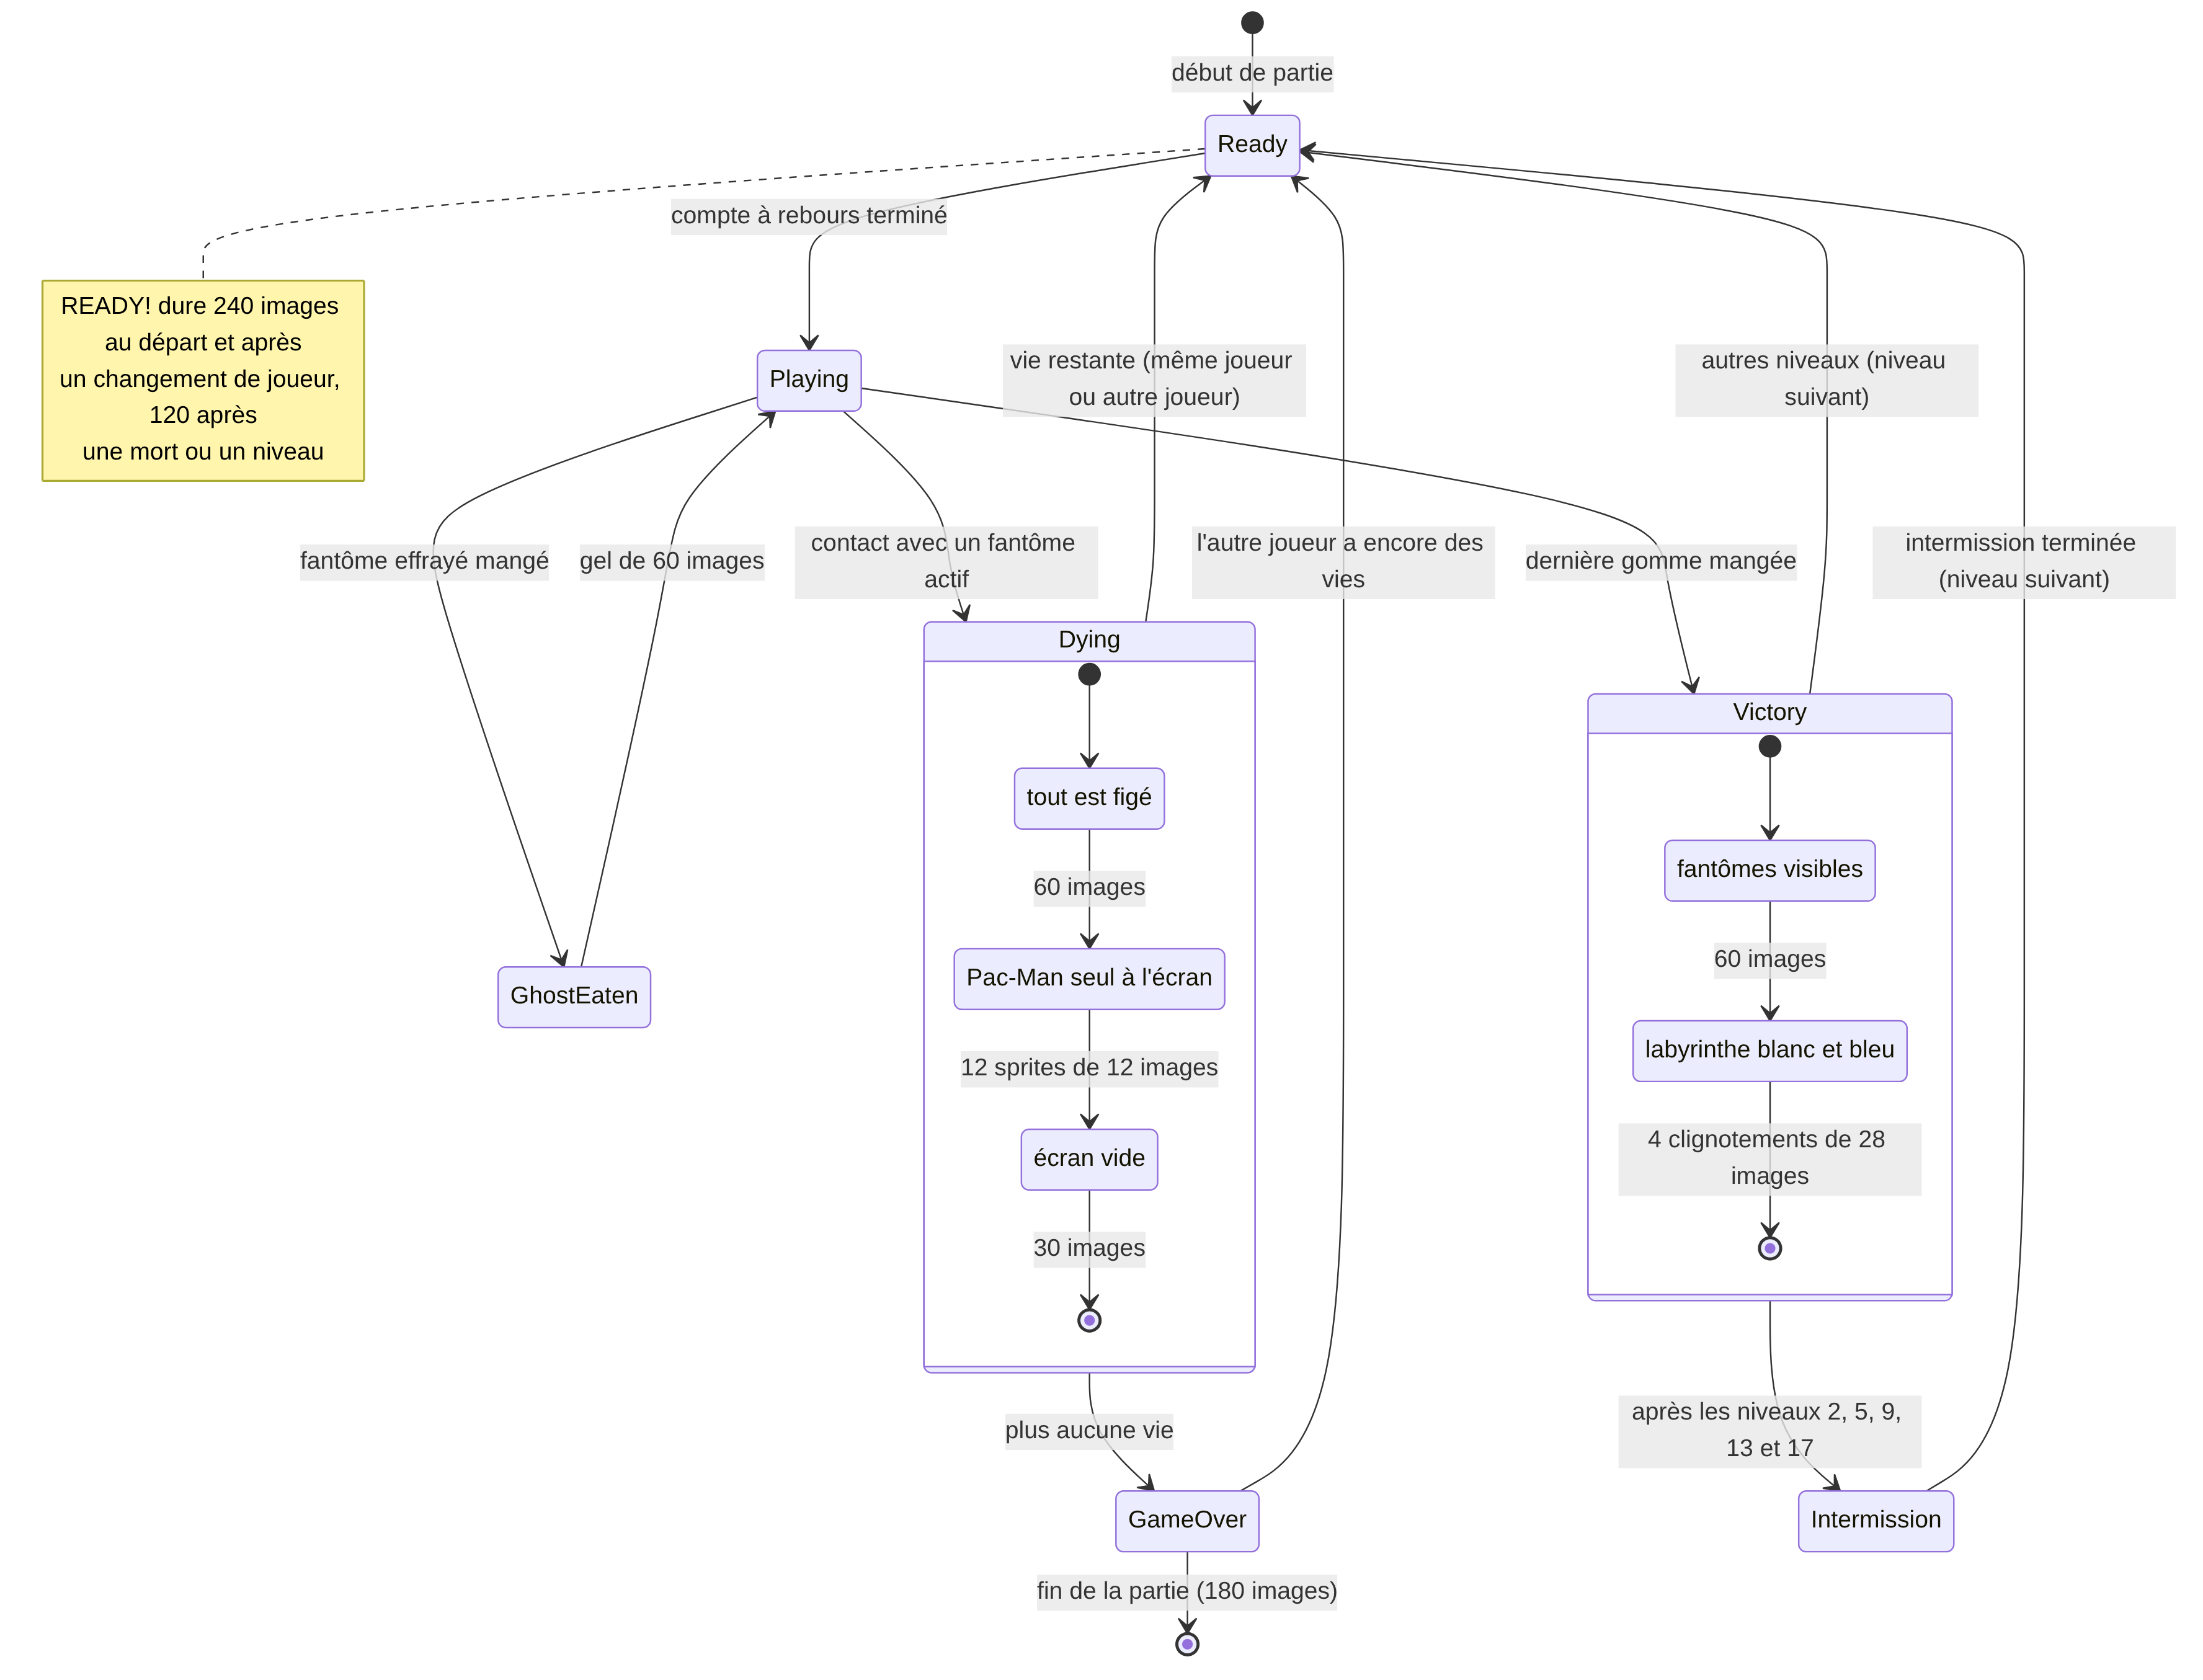 début de partie
Ready
compte à rebours terminé
READY! dure 240 images
au départ et après
un changement de joueur,
120 après
une mort ou un niveau
Playing
vie restante (même joueur
ou autre joueur)
autres niveaux (niveau
suivant)
fantôme effrayé mangé
gel de 60 images
contact avec un fantôme
actif
l'autre joueur a encore des
vies
dernière gomme mangée
intermission terminée
(niveau suivant)
Dying
tout est figé
60 images
Pac-Man seul à l'écran
12 sprites de 12 images
écran vide
30 images
Victory
fantômes visibles
60 images
labyrinthe blanc et bleu
4 clignotements de 28
images
GhostEaten
plus aucune vie
après les niveaux 2, 5, 9,
13 et 17
GameOver
Intermission
fin de la partie (180 images)